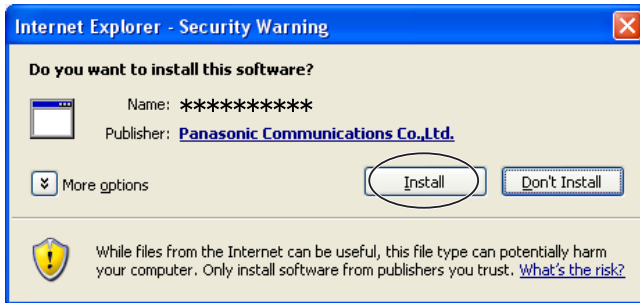 Internet Explorer - Security Warning
Do you want to install this software?
Name: **********
Publisher: Panasonic Communications Co.,Ltd.
More options
Install
Don't Install
While files from the Internet can be useful, this file type can potentially harm
your computer. Only install software from publishers you trust. What's the risk?